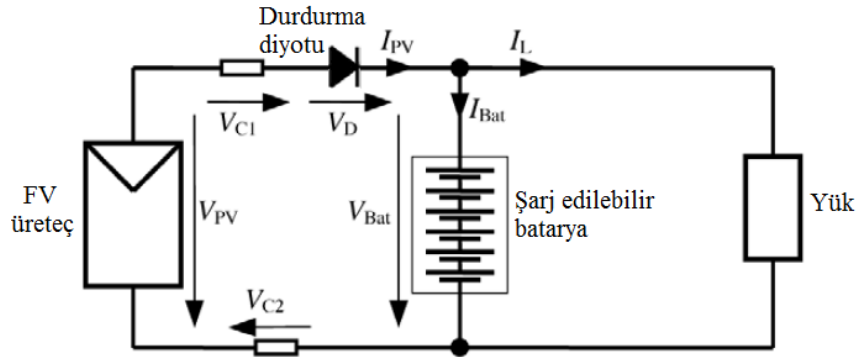 Durdurma
diyotu
I_PV
I_L
V_C1
V_D
I_Bat
FV
üreteç
V_PV
V_Bat
Şarj edilebilir
batarya
Yük
V_C2